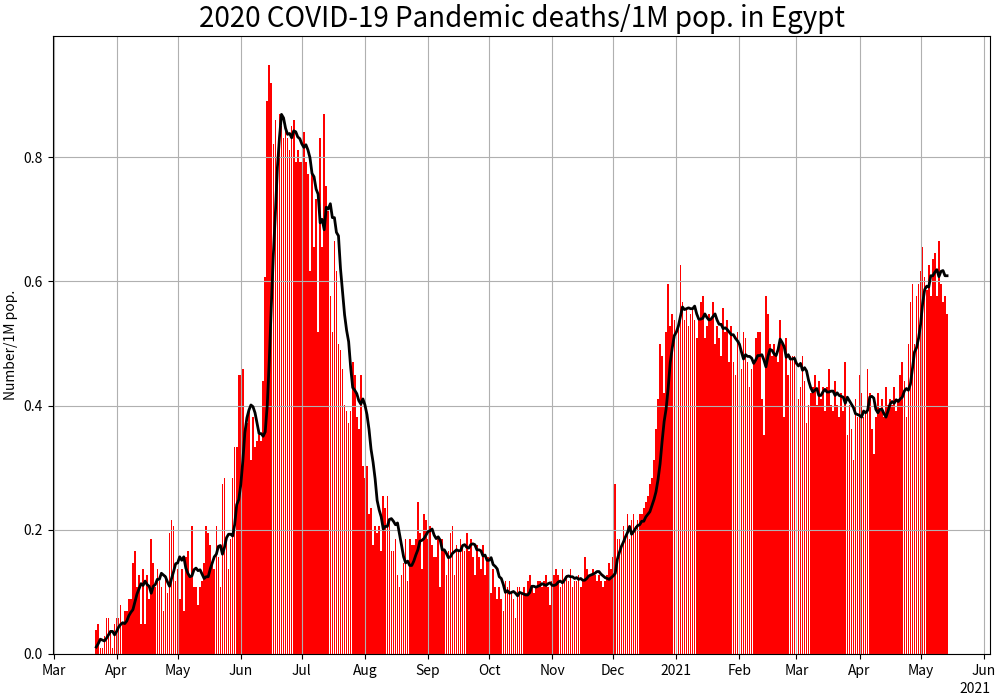 2020 COVID-19 Pandemic deaths/1M pop. in Egypt
Number/1M pop.
0.8
0.6
0.4
0.2
0.0
Mar Apr May Jun Jul Aug Sep Oct Nov Dec 2021 Feb Mar Apr May Jun
2021